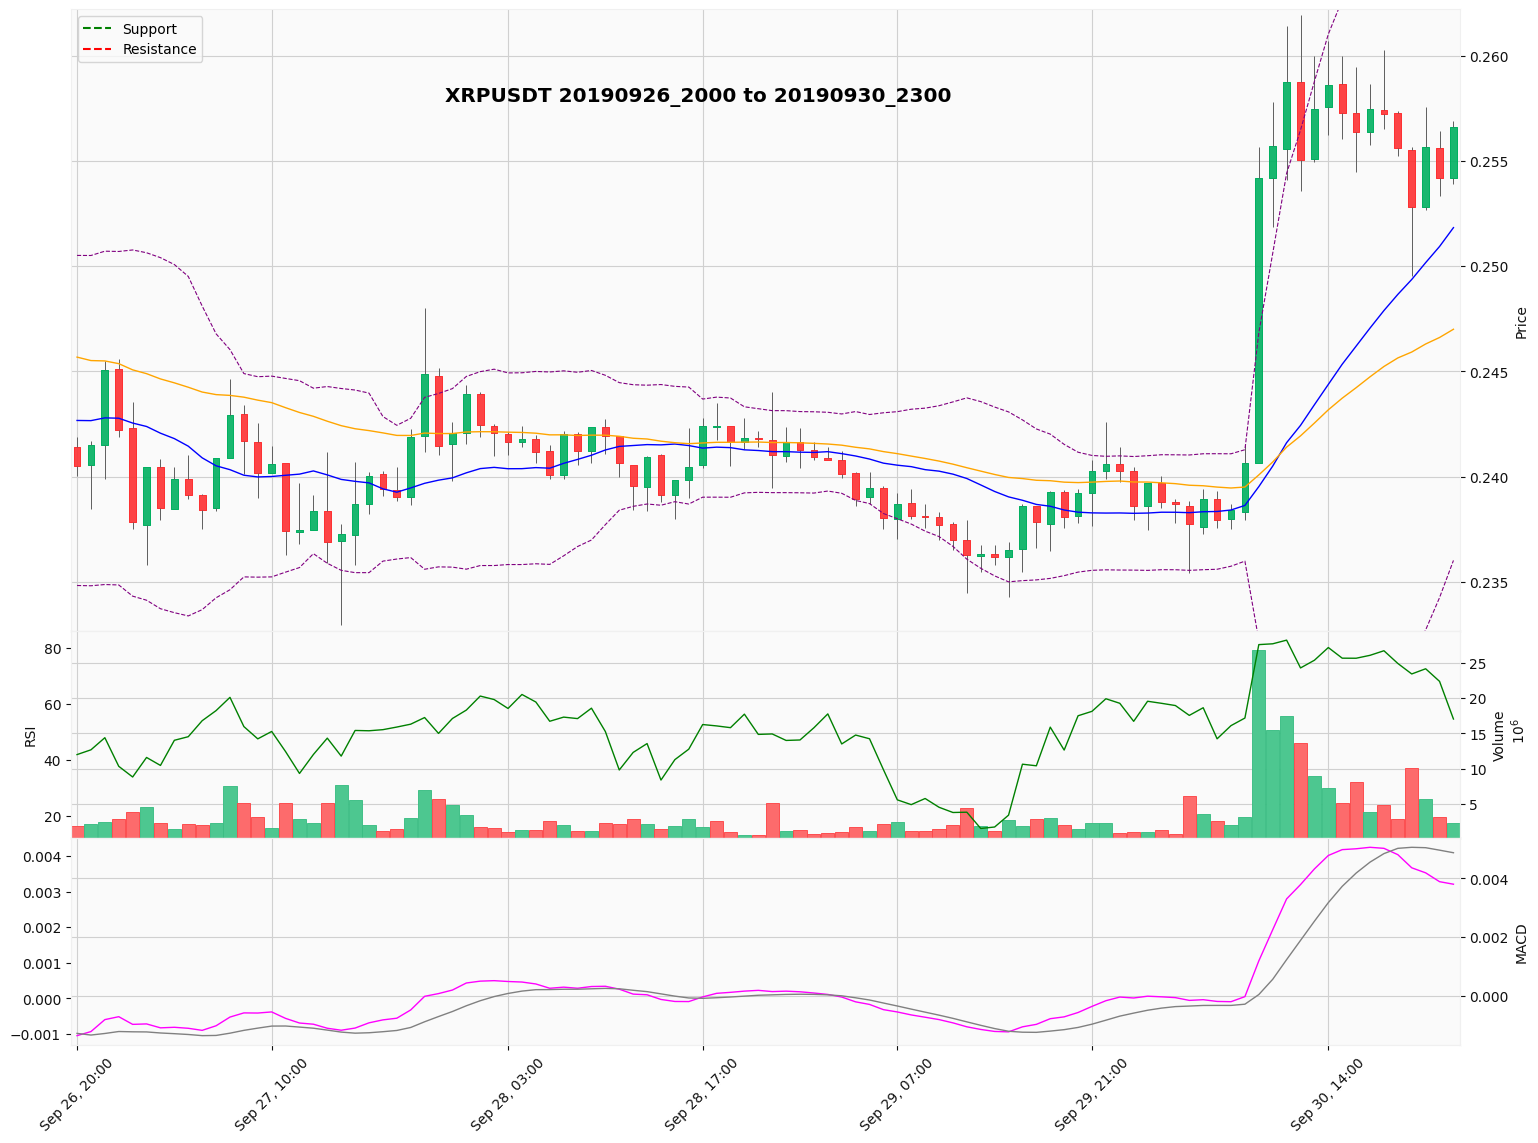 Support
Resistance
XRPUSDT 20190926_2000 to 20190930_2300
0.260
0.255
0.250
0.245
0.240
0.235
Price
80
60
40
20
RSI
25
20
15
10
5
Volume
10^6
0.004
0.003
0.002
0.001
0.000
−0.001
0.004
0.002
0.000
MACD
Sep 26, 20:00
Sep 27, 10:00
Sep 28, 03:00
Sep 28, 17:00
Sep 29, 07:00
Sep 29, 21:00
Sep 30, 14:00